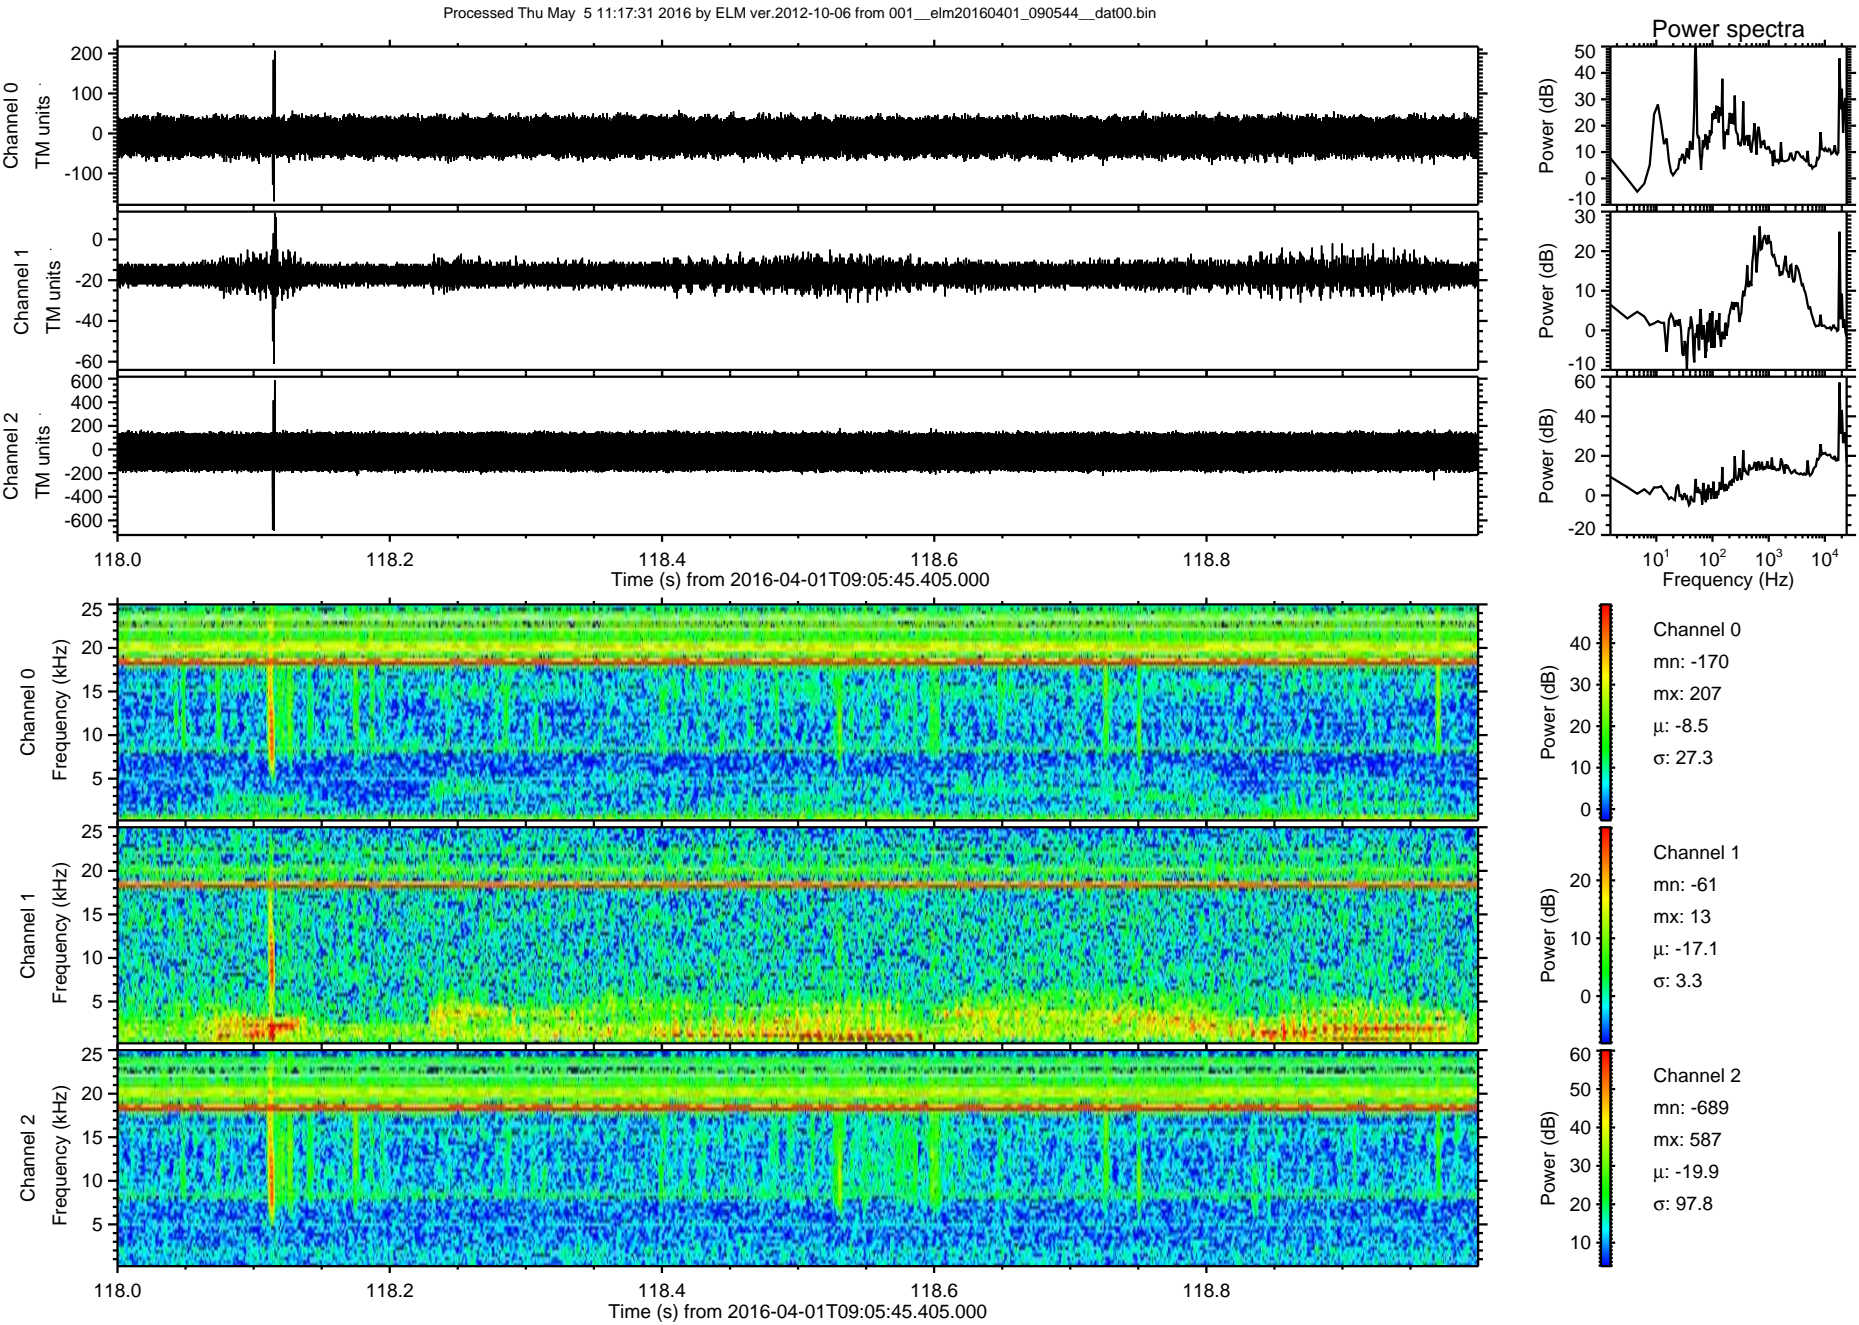 Processed Thu May  5 11:17:31 2016 by ELM ver.2012-10-06 from 001__elm20160401_090544__dat00.bin
Power spectra
Channel 0
TM units
200
100
0
-100
Power (dB)
50
40
30
20
10
0
-10
Channel 1
TM units
0
-20
-40
-60
Power (dB)
30
20
10
0
-10
Channel 2
TM units
600
400
200
0
-200
-400
-600
Power (dB)
60
40
20
0
-20
118.0 118.2 118.4 118.6 118.8
Time (s) from 2016-04-01T09:05:45.405.000
10^1 10^2 10^3 10^4
Frequency (Hz)
Channel 0
Frequency (kHz)
25
20
15
10
5
Power (dB)
40
30
20
10
0
Channel 0
mn: -170
mx: 207
μ: -8.5
σ: 27.3
Channel 1
Frequency (kHz)
25
20
15
10
5
Power (dB)
20
10
0
Channel 1
mn: -61
mx: 13
μ: -17.1
σ: 3.3
Channel 2
Frequency (kHz)
25
20
15
10
5
Power (dB)
60
50
40
30
20
10
Channel 2
mn: -689
mx: 587
μ: -19.9
σ: 97.8
118.0 118.2 118.4 118.6 118.8
Time (s) from 2016-04-01T09:05:45.405.000